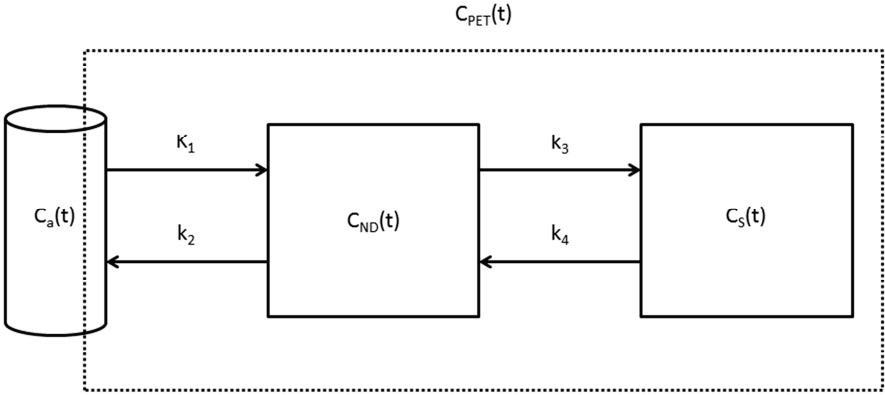 C_PET(t)
K_1
k_3
C_a(t)
C_ND(t)
C_S(t)
k_2
k_4